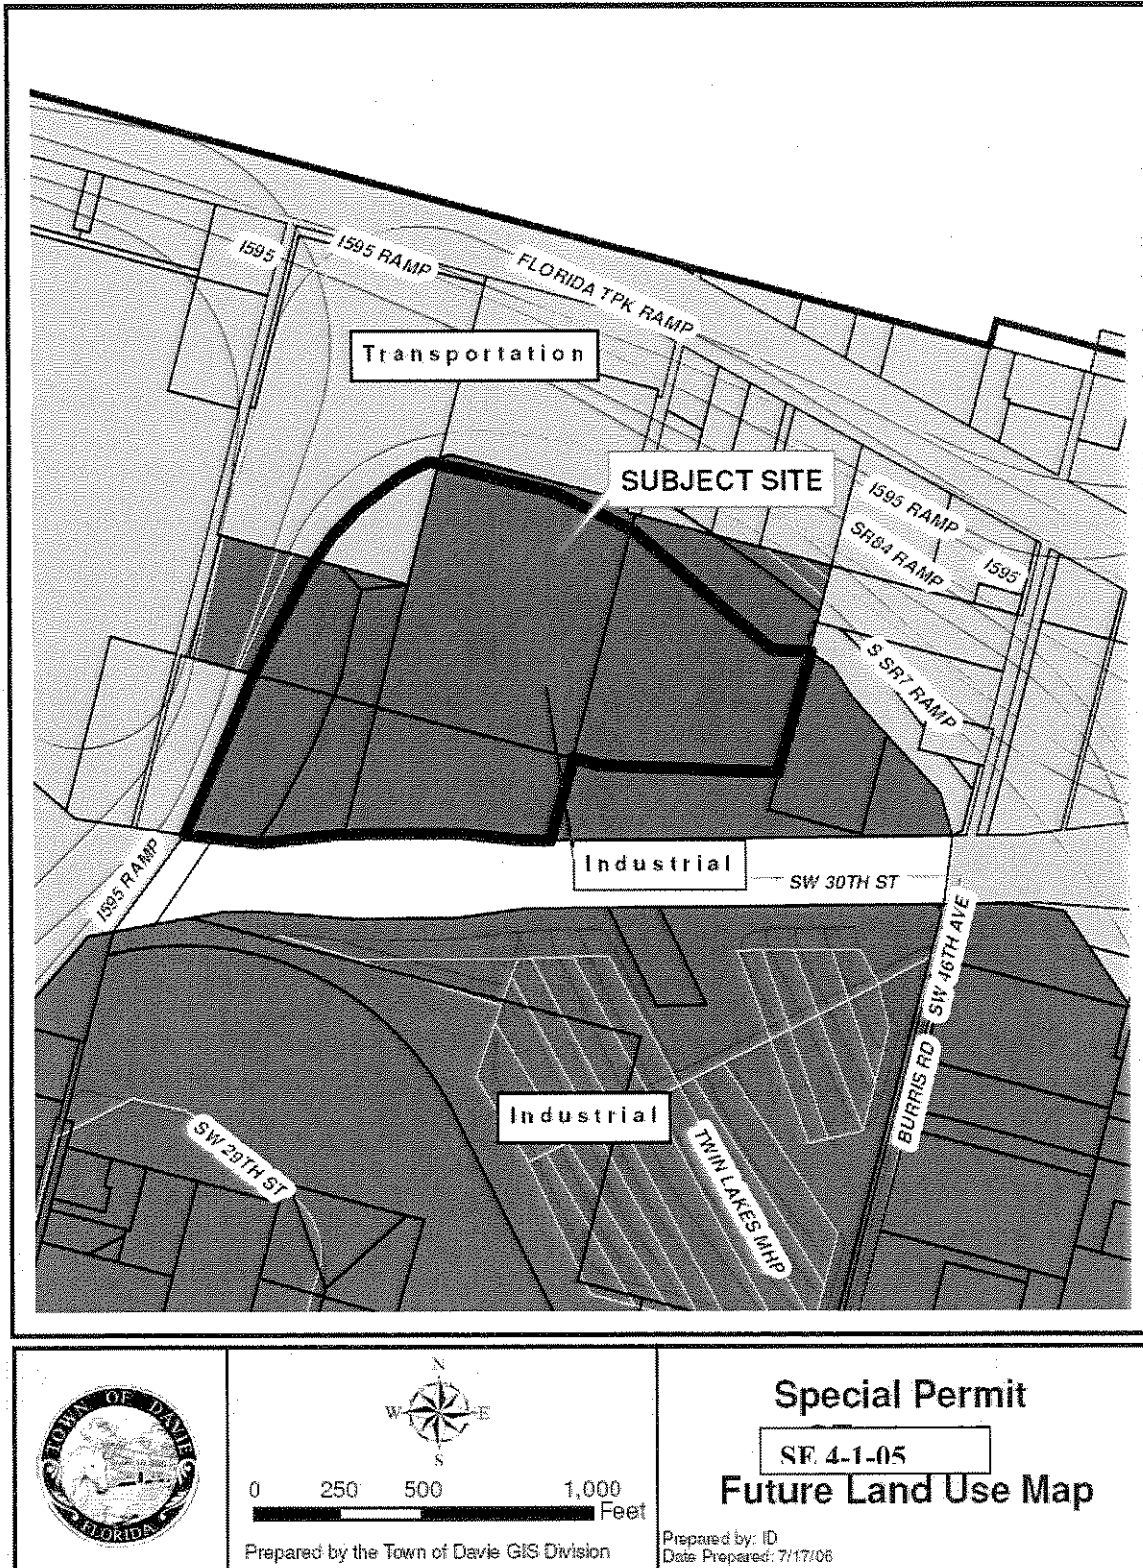 I595
I595 RAMP
FLORIDA TPK RAMP
Transportation
SUBJECT SITE
I595 RAMP
SR84 RAMP
I595
S SR7 RAMP
I595 RAMP
Industrial
SW 30TH ST
SW 46TH AVE
BURRIS RD
Industrial
TWIN LAKES MHP
SW 29TH ST
TOWN OF DAVIE
FLORIDA
N
W E
S
0 250 500 1,000
Feet
Prepared by the Town of Davie GIS Division
Special Permit
SE 4-1-05
Future Land Use Map
Prepared by: ID
Date Prepared: 7/17/06